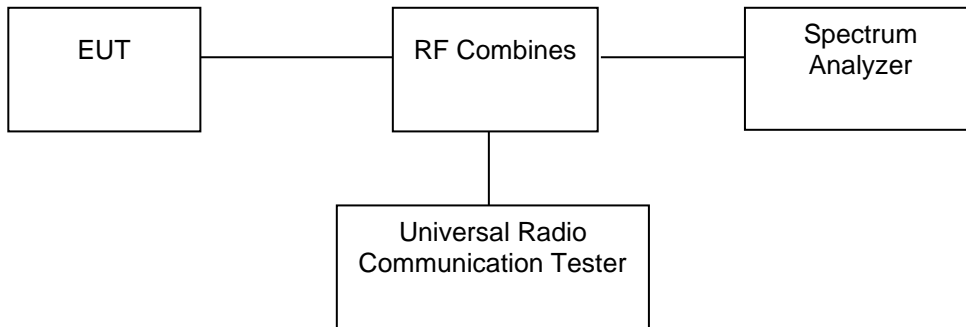 EUT
RF Combines
Spectrum
Analyzer
Universal Radio
Communication Tester